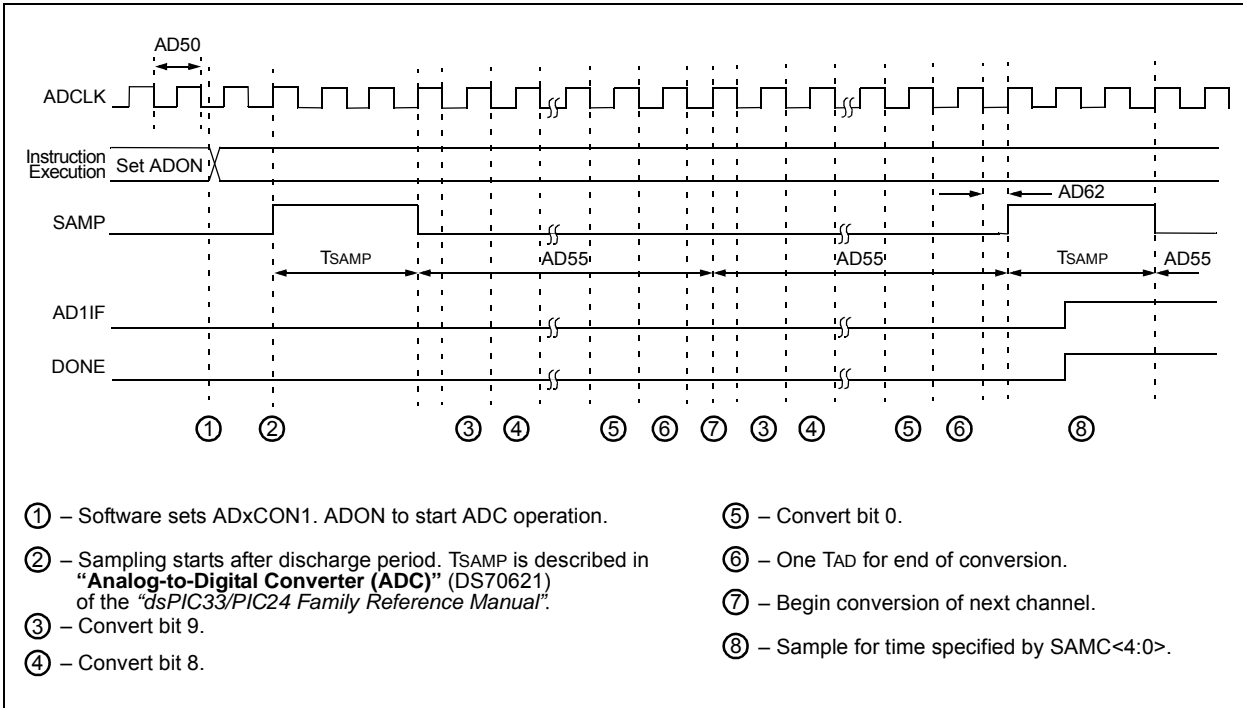 AD50
ADCLK
Instruction
Execution
Set ADON
AD62
SAMP
TSAMP
AD55
AD55
TSAMP
AD55
AD1IF
DONE
1 2 3 4 5 6 7 3 4 5 6 8
1 – Software sets ADxCON1. ADON to start ADC operation.
2 – Sampling starts after discharge period. TSAMP is described in
“Analog-to-Digital Converter (ADC)” (DS70621)
of the “dsPIC33/PIC24 Family Reference Manual”.
3 – Convert bit 9.
4 – Convert bit 8.
5 – Convert bit 0.
6 – One TAD for end of conversion.
7 – Begin conversion of next channel.
8 – Sample for time specified by SAMC<4:0>.